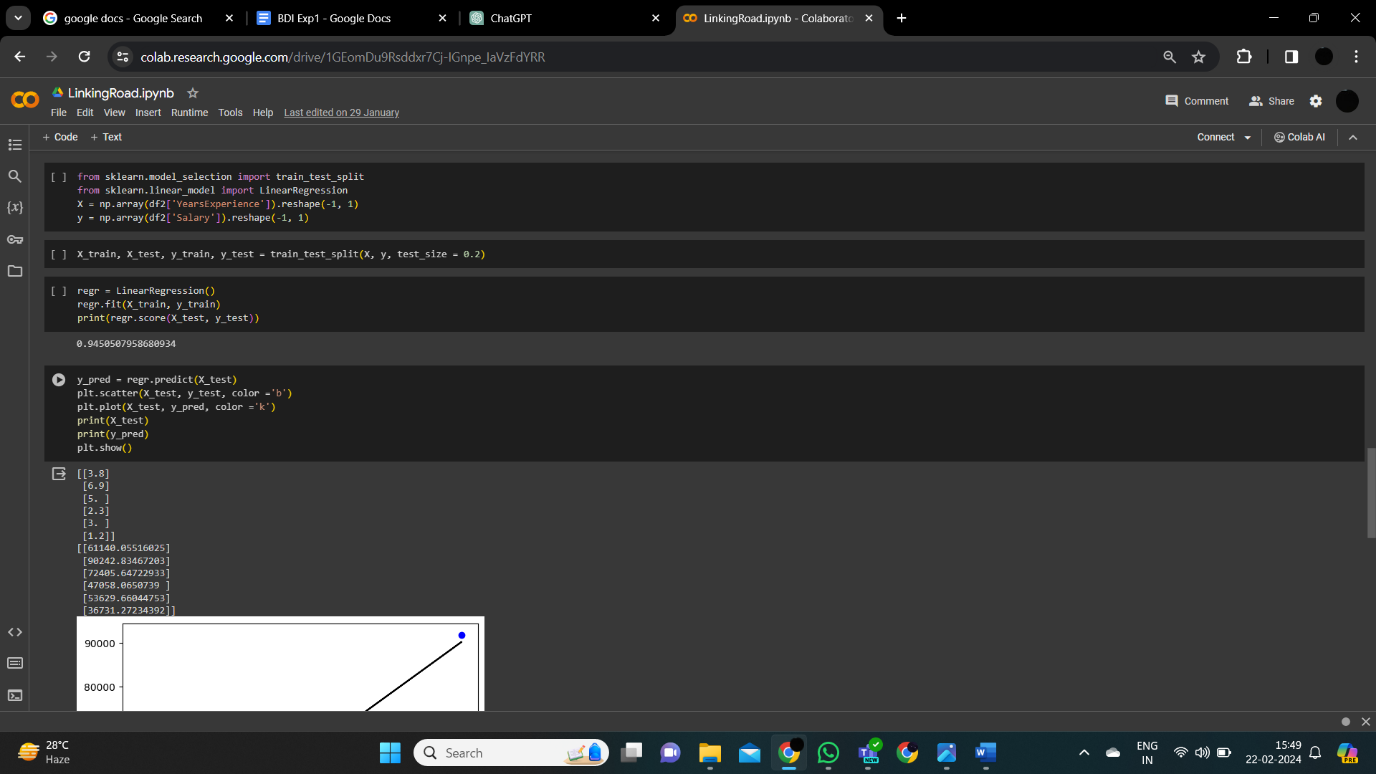 google docs - Google Search
BDI Exp1 - Google Docs
ChatGPT
LinkingRoad.ipynb - Colaborato
colab.research.google.com/drive/1GEomDu9Rsddxr7Cj-IGnpe_IaVzFdYRR
LinkingRoad.ipynb
File Edit View Insert Runtime Tools Help Last edited on 29 January
Comment Share
+ Code + Text
Connect Colab AI
[ ] from sklearn.model_selection import train_test_split
from sklearn.linear_model import LinearRegression
X = np.array(df2['YearsExperience']).reshape(-1, 1)
y = np.array(df2['Salary']).reshape(-1, 1)
[ ] X_train, X_test, y_train, y_test = train_test_split(X, y, test_size = 0.2)
[ ] regr = LinearRegression()
regr.fit(X_train, y_train)
print(regr.score(X_test, y_test))
0.9450507958680934
y_pred = regr.predict(X_test)
plt.scatter(X_test, y_test, color ='b')
plt.plot(X_test, y_pred, color ='k')
print(X_test)
print(y_pred)
plt.show()
[[3.8]
[6.9]
[5. ]
[2.3]
[3. ]
[1.2]]
[[61140.05516025]
[90242.83467203]
[72405.64722933]
[47058.0650739 ]
[53629.66044753]
[36731.27234392]]
90000
80000
28°C
Haze
Search
NEW
ENG
IN
15:49
22-02-2024
PRE